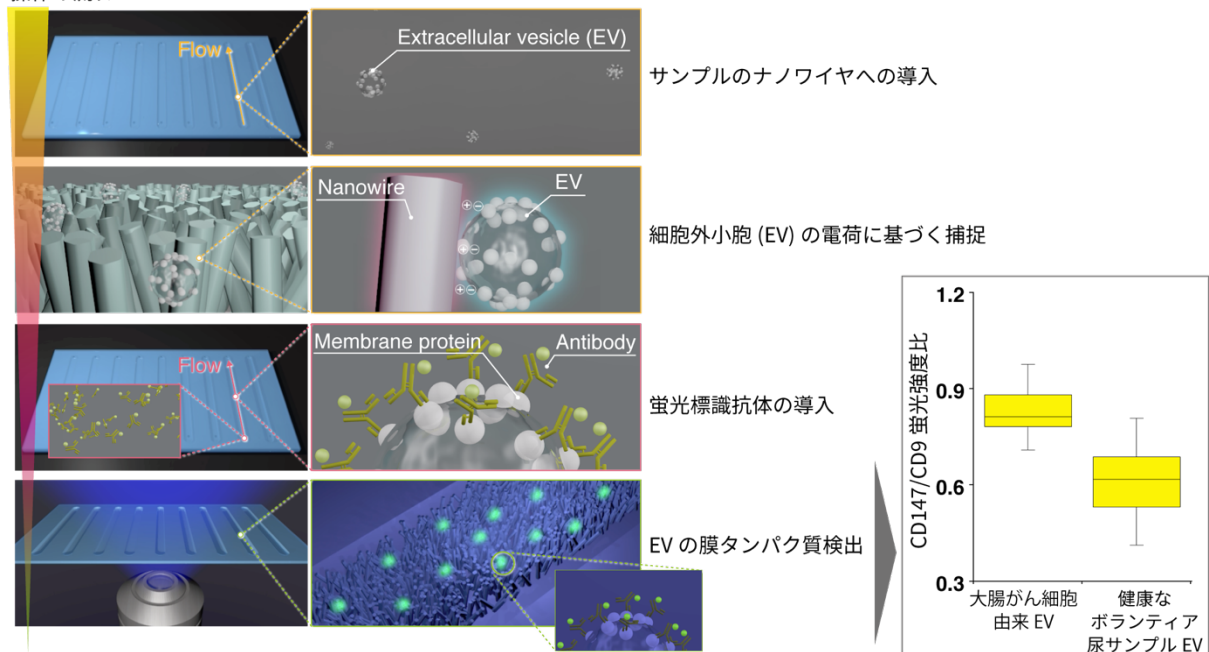 Flow
Extracellular vesicle (EV)
サンプルのナノワイヤへの導入
Nanowire
EV
細胞外小胞 (EV) の電荷に基づく捕捉
Flow
Membrane protein
Antibody
蛍光標識抗体の導入
EV の膜タンパク質検出
CD147/CD9 蛍光強度比
1.2
0.9
0.6
0.3
大腸がん細胞
由来 EV
健康な
ボランティア
尿サンプル EV